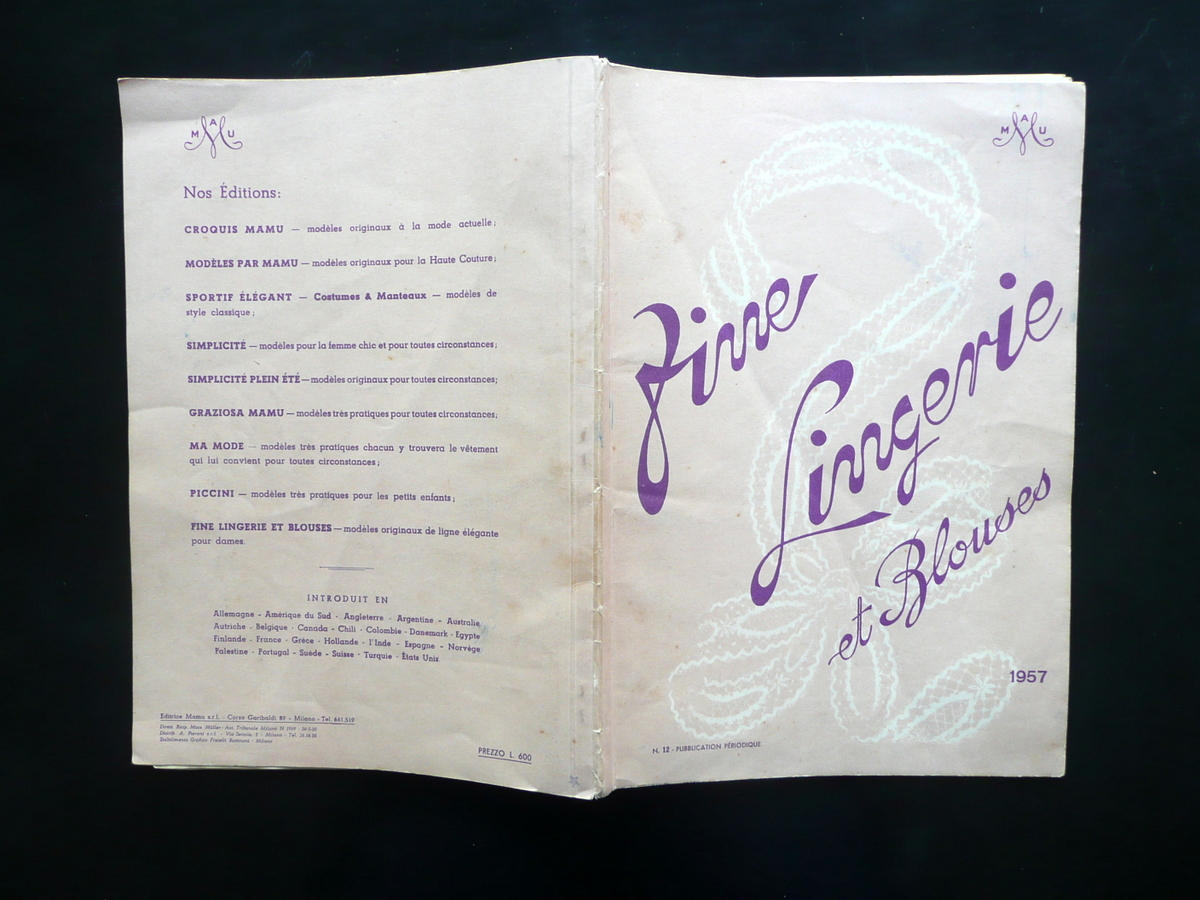 MAMU
Nos Éditions:
CROQUIS MAMU — modèles originaux à la mode actuelle;
MODÈLES PAR MAMU — modèles originaux pour la Haute Couture;
SPORTIF ÉLÉGANT — Costumes & Manteaux — modèles de
style classique;
SIMPLICITÉ — modèles pour la femme chic et pour toutes circonstances;
SIMPLICITÉ PLEIN ÉTÉ — modèles originaux pour toutes circonstances;
GRAZIOSA MAMU — modèles très pratiques pour toutes circonstances;
MA MODE — modèles très pratiques chacun y trouvera le vêtement
qui lui convient pour toutes circonstances;
PICCINI — modèles très pratiques pour les petits enfants;
FINE LINGERIE ET BLOUSES — modèles originaux de ligne élégante
pour dames.
INTRODUIT EN
Allemagne - Amérique du Sud - Angleterre - Argentine - Australie
Autriche - Belgique - Canada - Chili - Colombie - Danemark - Egypte
Finlande - France - Grèce - Hollande - l'Inde - Espagne - Norvège
Palestine - Portugal - Suède - Suisse - Turquie - États Unis.
Editrice Mamu s.r.l. - Corso Garibaldi 89 - Milano - Tel. 661.519
Milano
PREZZO L. 600
MAMU
Fine
Lingerie
et Blouses
1957
N. 12 - PUBBLICATION PÉRIODIQUE